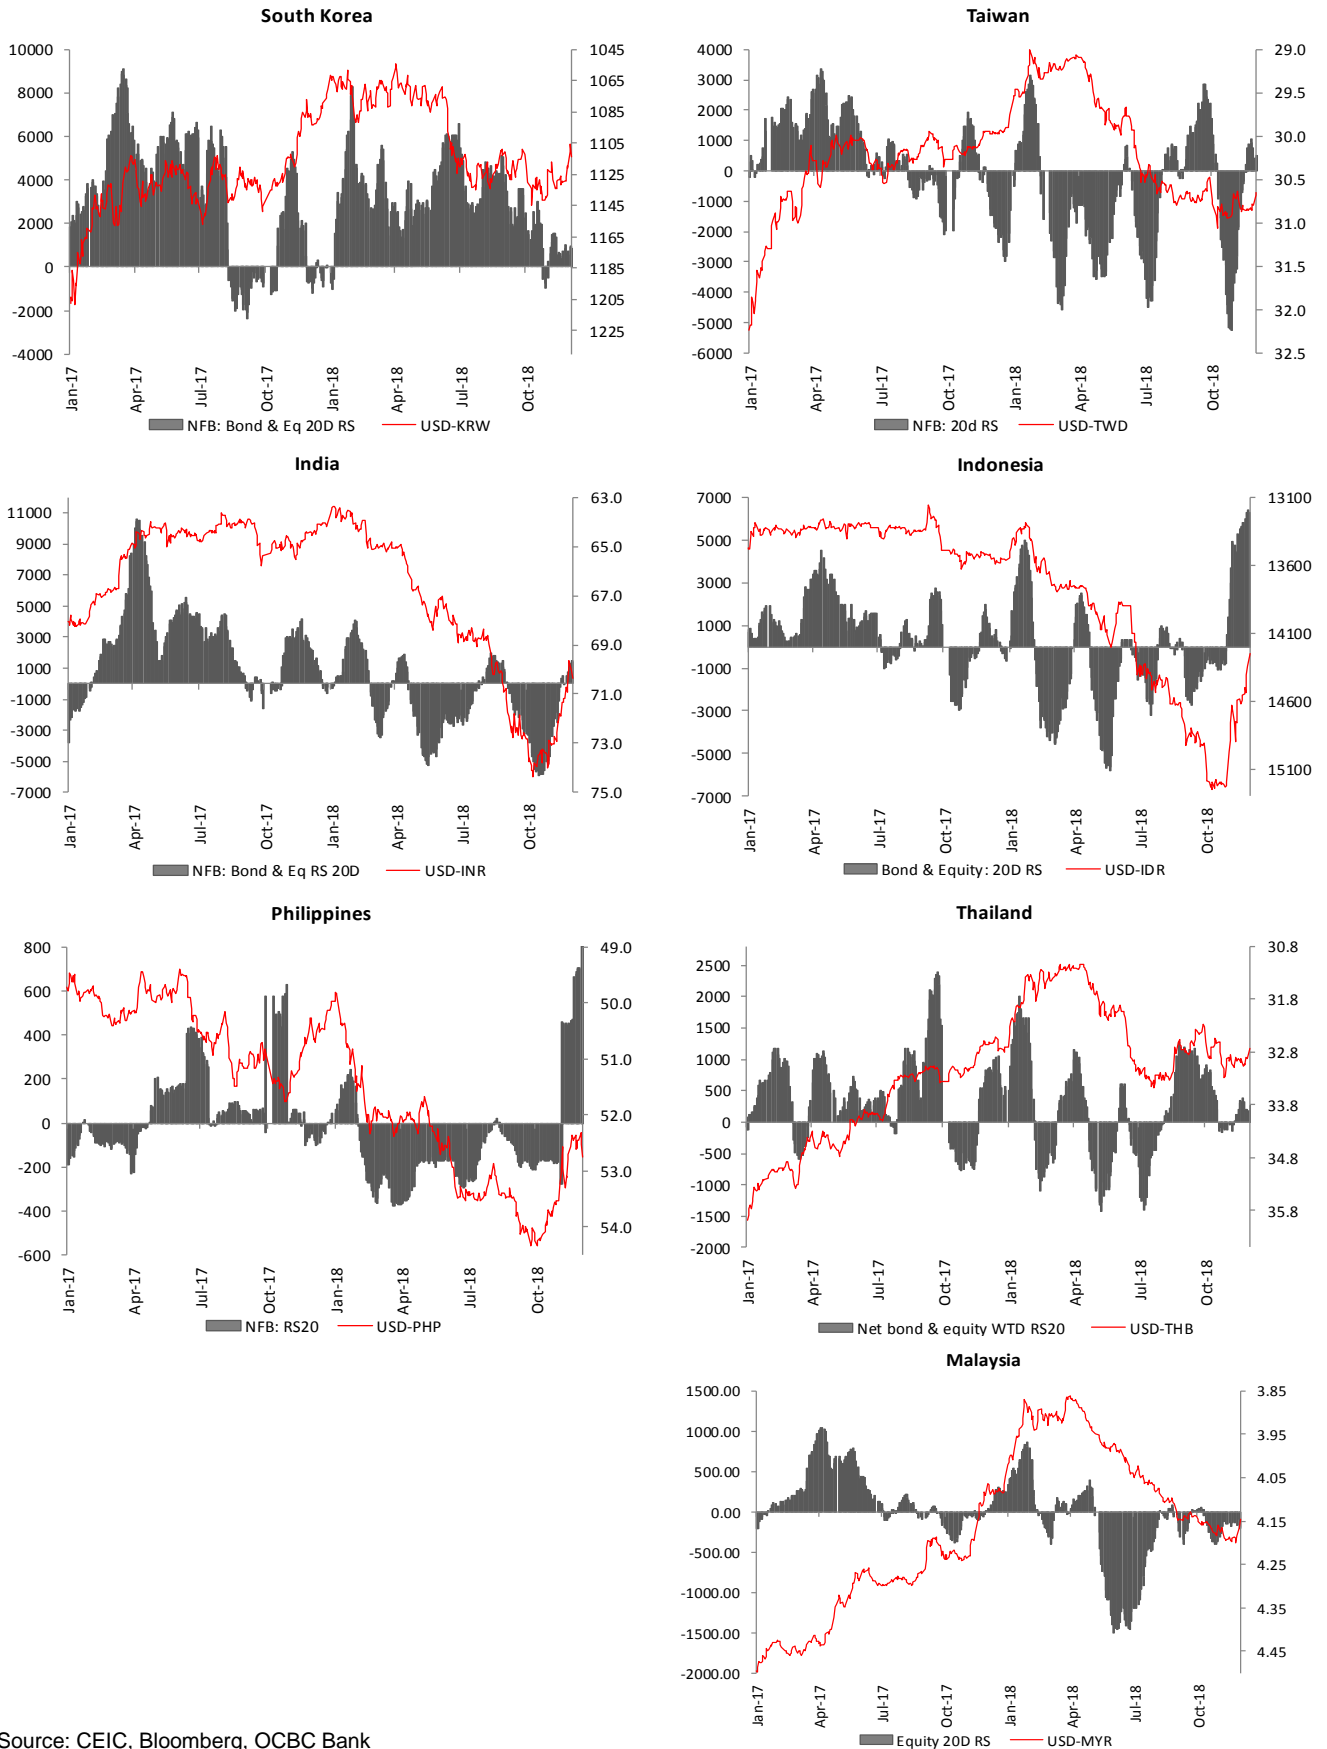 South Korea
10000
8000
6000
4000
2000
0
-2000
-4000
1045
1065
1085
1105
1125
1145
1165
1185
1205
1225
Jan-17
Apr-17
Jul-17
Oct-17
Jan-18
Apr-18
Jul-18
Oct-18
NFB: Bond & Eq 20D RS
USD-KRW
Taiwan
4000
3000
2000
1000
0
-1000
-2000
-3000
-4000
-5000
-6000
29.0
29.5
30.0
30.5
31.0
31.5
32.0
32.5
Jan-17
Apr-17
Jul-17
Oct-17
Jan-18
Apr-18
Jul-18
Oct-18
NFB: 20d RS
USD-TWD
India
11000
9000
7000
5000
3000
1000
-1000
-3000
-5000
-7000
63.0
65.0
67.0
69.0
71.0
73.0
75.0
Jan-17
Apr-17
Jul-17
Oct-17
Jan-18
Apr-18
Jul-18
Oct-18
NFB: Bond & Eq RS 20D
USD-INR
Indonesia
7000
5000
3000
1000
-1000
-3000
-5000
-7000
13100
13600
14100
14600
15100
Jan-17
Apr-17
Jul-17
Oct-17
Jan-18
Apr-18
Jul-18
Oct-18
Bond & Equity: 20D RS
USD-IDR
Philippines
800
600
400
200
0
-200
-400
-600
49.0
50.0
51.0
52.0
53.0
54.0
Jan-17
Apr-17
Jul-17
Oct-17
Jan-18
Apr-18
Jul-18
Oct-18
NFB: RS20
USD-PHP
Thailand
2500
2000
1500
1000
500
0
-500
-1000
-1500
-2000
30.8
31.8
32.8
33.8
34.8
35.8
Jan-17
Apr-17
Jul-17
Oct-17
Jan-18
Apr-18
Jul-18
Oct-18
Net bond & equity WTD RS20
USD-THB
Malaysia
1500.00
1000.00
500.00
0.00
-500.00
-1000.00
-1500.00
-2000.00
3.85
3.95
4.05
4.15
4.25
4.35
4.45
Jan-17
Apr-17
Jul-17
Oct-17
Jan-18
Apr-18
Jul-18
Oct-18
Equity 20D RS
USD-MYR
Source: CEIC, Bloomberg, OCBC Bank